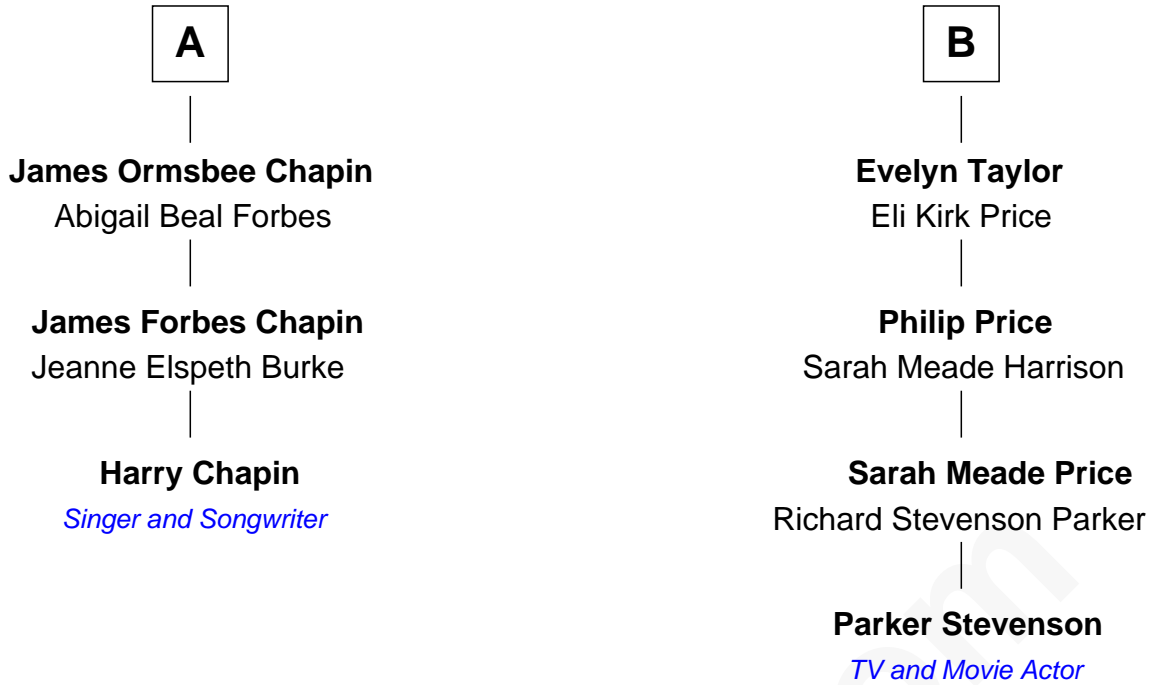 A
James Ormsbee Chapin
Abigail Beal Forbes
James Forbes Chapin
Jeanne Elspeth Burke
Harry Chapin
Singer and Songwriter
B
Evelyn Taylor
Eli Kirk Price
Philip Price
Sarah Meade Harrison
Sarah Meade Price
Richard Stevenson Parker
Parker Stevenson
TV and Movie Actor